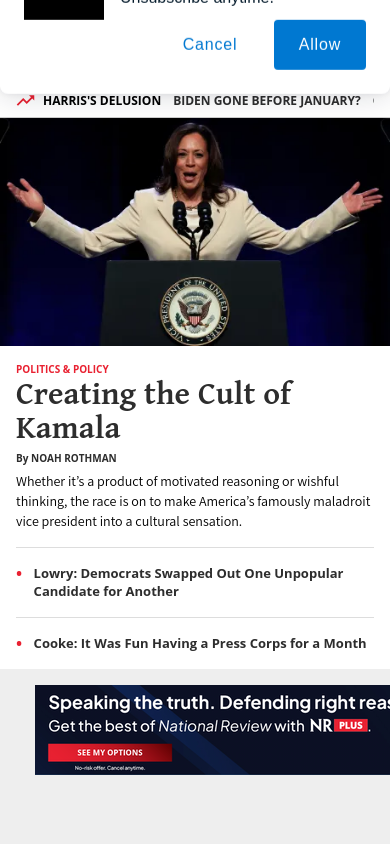 Unsubscribe anytime.
Cancel
Allow
HARRIS'S DELUSION
BIDEN GONE BEFORE JANUARY?
VICE PRESIDENT OF THE UNITED STATES
POLITICS & POLICY
Creating the Cult of
Kamala
By NOAH ROTHMAN
Whether it's a product of motivated reasoning or wishful
thinking, the race is on to make America's famously maladroit
vice president into a cultural sensation.
Lowry: Democrats Swapped Out One Unpopular
Candidate for Another
Cooke: It Was Fun Having a Press Corps for a Month
Speaking the truth. Defending right reas
Get the best of National Review with NR PLUS.
SEE MY OPTIONS
No-risk offer. Cancel anytime.